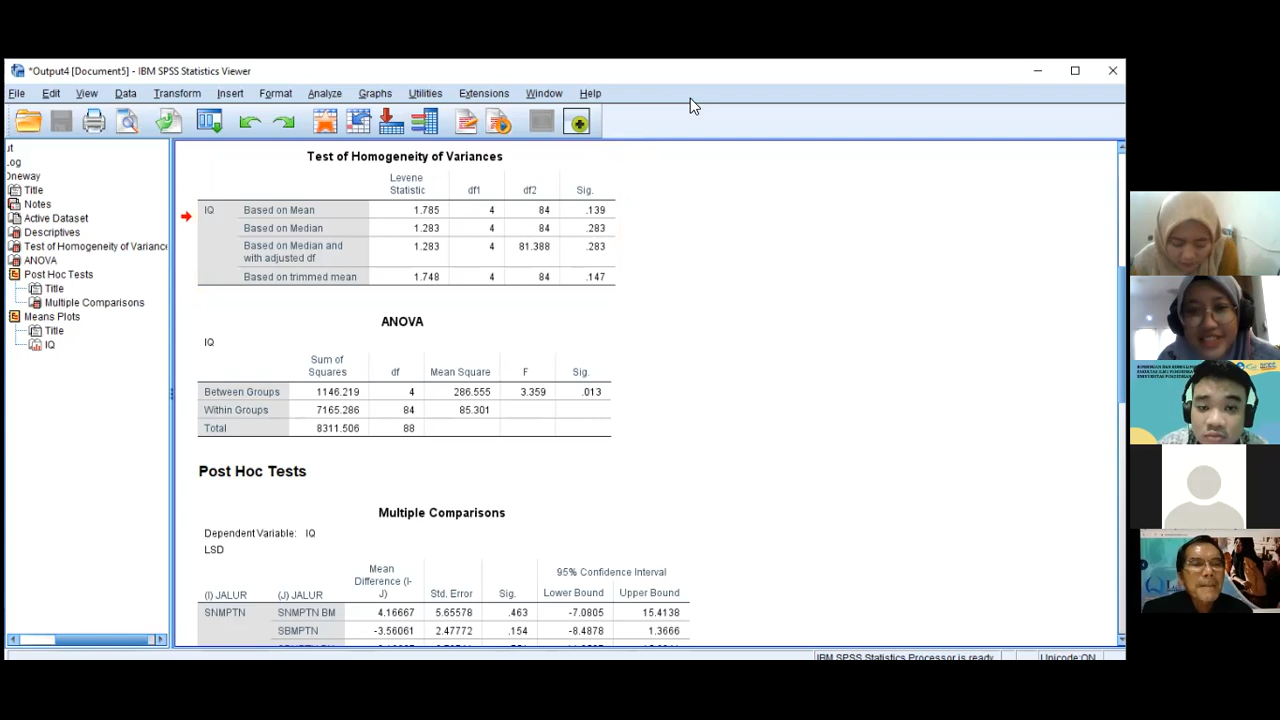 *Output4 [Document5] - IBM SPSS Statistics Viewer
File Edit View Data Transform Insert Format Analyze Graphs Utilities Extensions Window Help
ut
og
neway
Title
Notes
Active Dataset
Descriptives
Test of Homogeneity of Variance
ANOVA
Post Hoc Tests
Title
Multiple Comparisons
Means Plots
Title
IQ
Test of Homogeneity of Variances
Levene Statistic df1 df2 Sig.
IQ Based on Mean 1.785 4 84 .139
Based on Median 1.283 4 84 .283
Based on Median and with adjusted df 1.283 4 81.388 .283
Based on trimmed mean 1.748 4 84 .147
ANOVA
IQ
Sum of Squares df Mean Square F Sig.
Between Groups 1146.219 4 286.555 3.359 .013
Within Groups 7165.286 84 85.301
Total 8311.506 88
Post Hoc Tests
Multiple Comparisons
Dependent Variable: IQ
LSD
95% Confidence Interval
(I) JALUR (J) JALUR Mean Difference (I-J) Std. Error Sig. Lower Bound Upper Bound
SNMPTN SNMPTN BM 4.16667 5.65578 .463 -7.0805 15.4138
SBMPTN -3.56061 2.47772 .154 -8.4878 1.3666
IBM SPSS Statistics Processor is ready
Unicode:ON